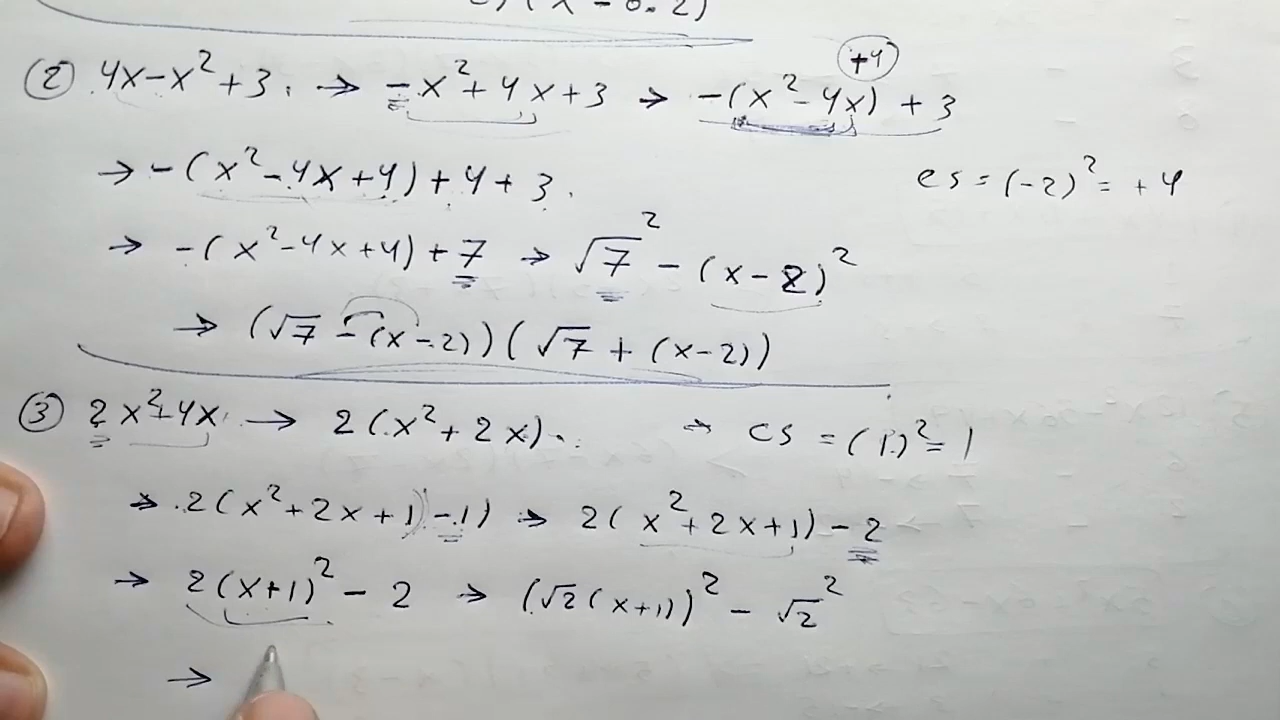 ② 4x-x²+3. → -x²+4x+3 → -(x²-4x) + 3
+4
→ -(x²-4x+4)+4+3.
cs = (-2)² = +4
→ -(x²-4x+4)+7 → √7² - (x-2)²
→ (√7 -(x-2))(√7 + (x-2))
③ 2x²+4x → 2(x²+2x). → cs = (1)² = 1
→ 2(x²+2x+1)-1) → 2(x²+2x+1)-2
→ 2(x+1)² - 2 → (√2(x+1))² - √2²
→